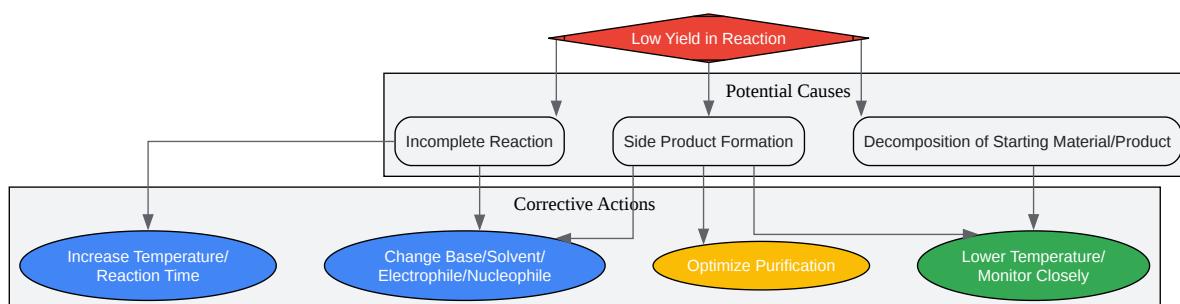 Low Yield in Reaction
Potential Causes
Incomplete Reaction
Side Product Formation
Decomposition of Starting Material/Product
Corrective Actions
Increase Temperature/
Reaction Time
Change Base/Solvent/
Electrophile/Nucleophile
Optimize Purification
Lower Temperature/
Monitor Closely